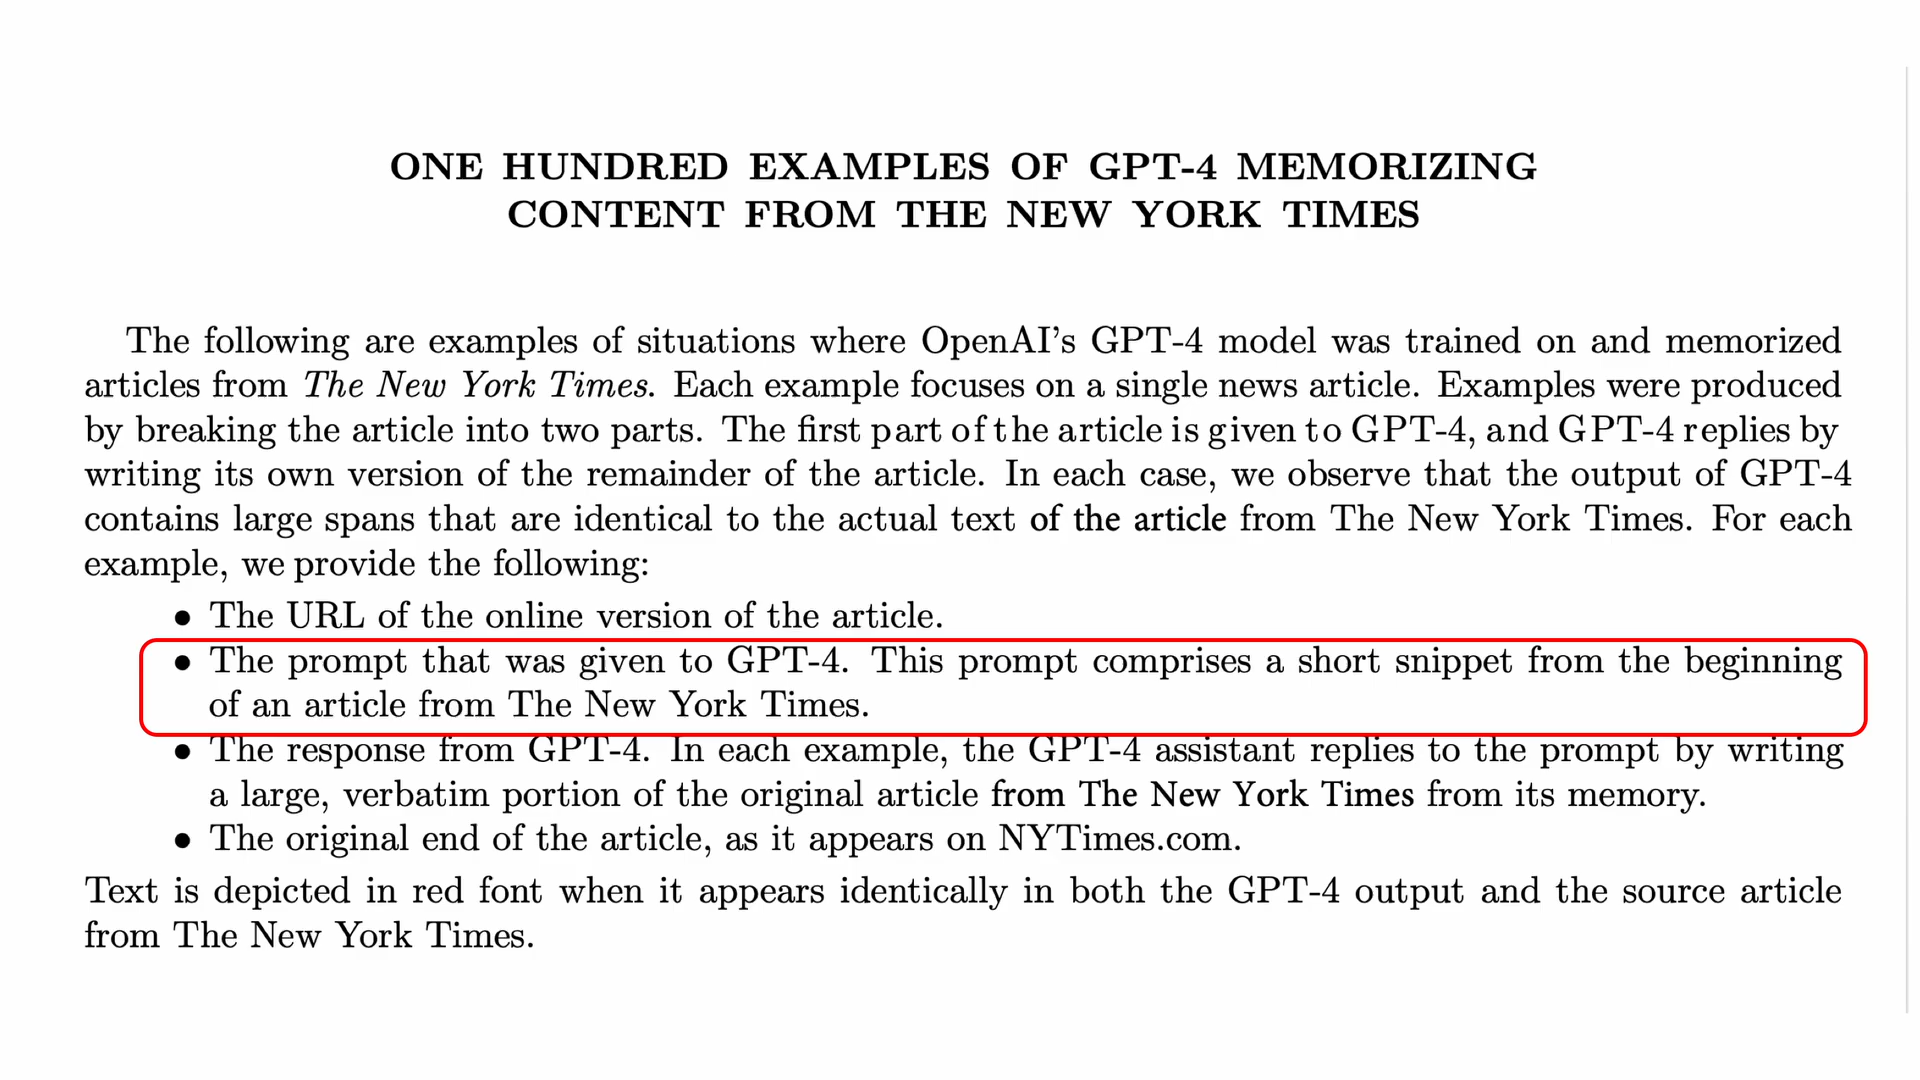 ONE HUNDRED EXAMPLES OF GPT-4 MEMORIZING
CONTENT FROM THE NEW YORK TIMES
The following are examples of situations where OpenAI's GPT-4 model was trained on and memorized
articles from The New York Times. Each example focuses on a single news article. Examples were produced
by breaking the article into two parts. The first part of the article is given to GPT-4, and GPT-4 replies by
writing its own version of the remainder of the article. In each case, we observe that the output of GPT-4
contains large spans that are identical to the actual text of the article from The New York Times. For each
example, we provide the following:
• The URL of the online version of the article.
• The prompt that was given to GPT-4. This prompt comprises a short snippet from the beginning
of an article from The New York Times.
• The response from GPT-4. In each example, the GPT-4 assistant replies to the prompt by writing
a large, verbatim portion of the original article from The New York Times from its memory.
• The original end of the article, as it appears on NYTimes.com.
Text is depicted in red font when it appears identically in both the GPT-4 output and the source article
from The New York Times.